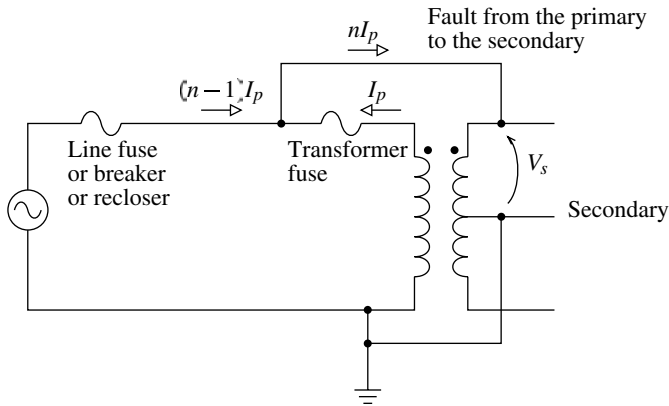 Fault from the primary
to the secondary
nI_p
(n − 1)I_p
I_p
Line fuse
or breaker
or recloser
Transformer
fuse
V_s
Secondary